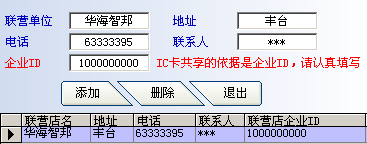 联营单位 华海智邦 地址 丰台
电话 63333395 联系人 ***
企业ID 1000000000 IC卡共享的依据是企业ID，请认真填写
添加 删除 退出
联营店名 地址 电话 联系人 联营店企业ID
华海智邦 丰台 63333395 *** 1000000000